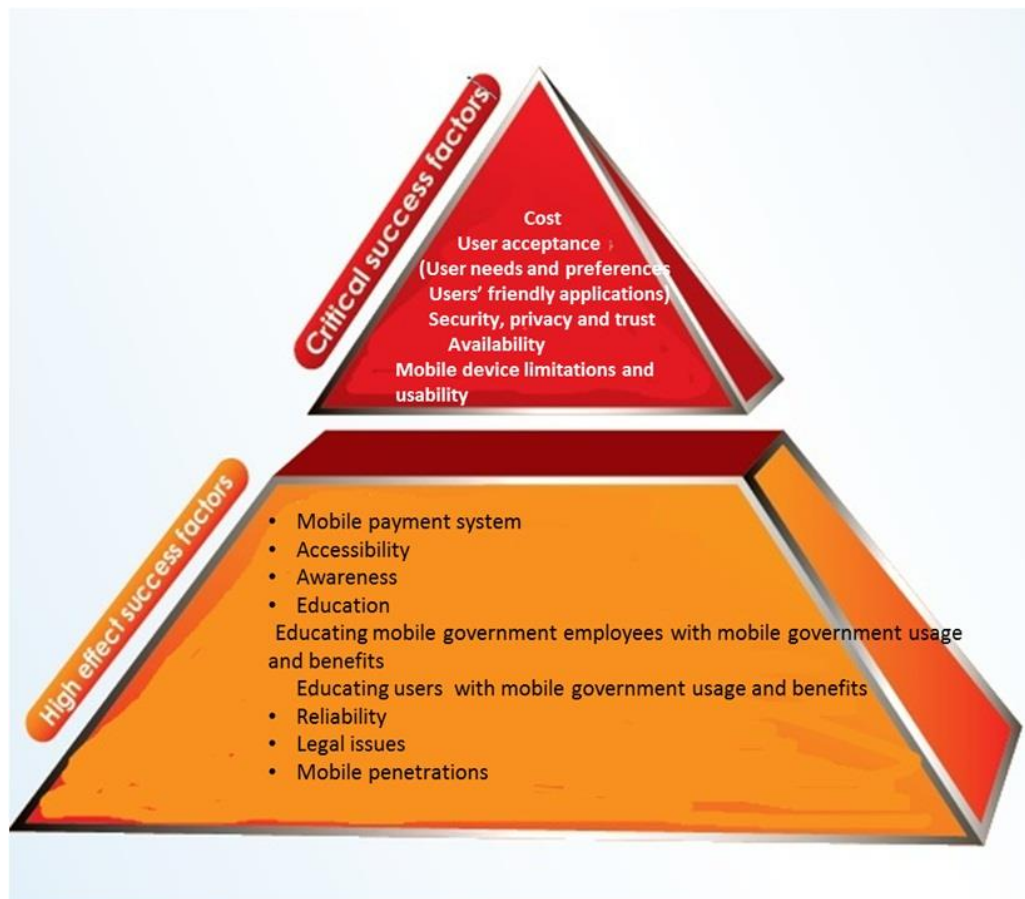 Critical success factors
Cost
User acceptance
(User needs and preferences
Users' friendly applications)
Security, privacy and trust
Availability
Mobile device limitations and
usability
High effect success factors
• Mobile payment system
• Accessibility
• Awareness
• Education
Educating mobile government employees with mobile government usage
and benefits
Educating users with mobile government usage and benefits
• Reliability
• Legal issues
• Mobile penetrations